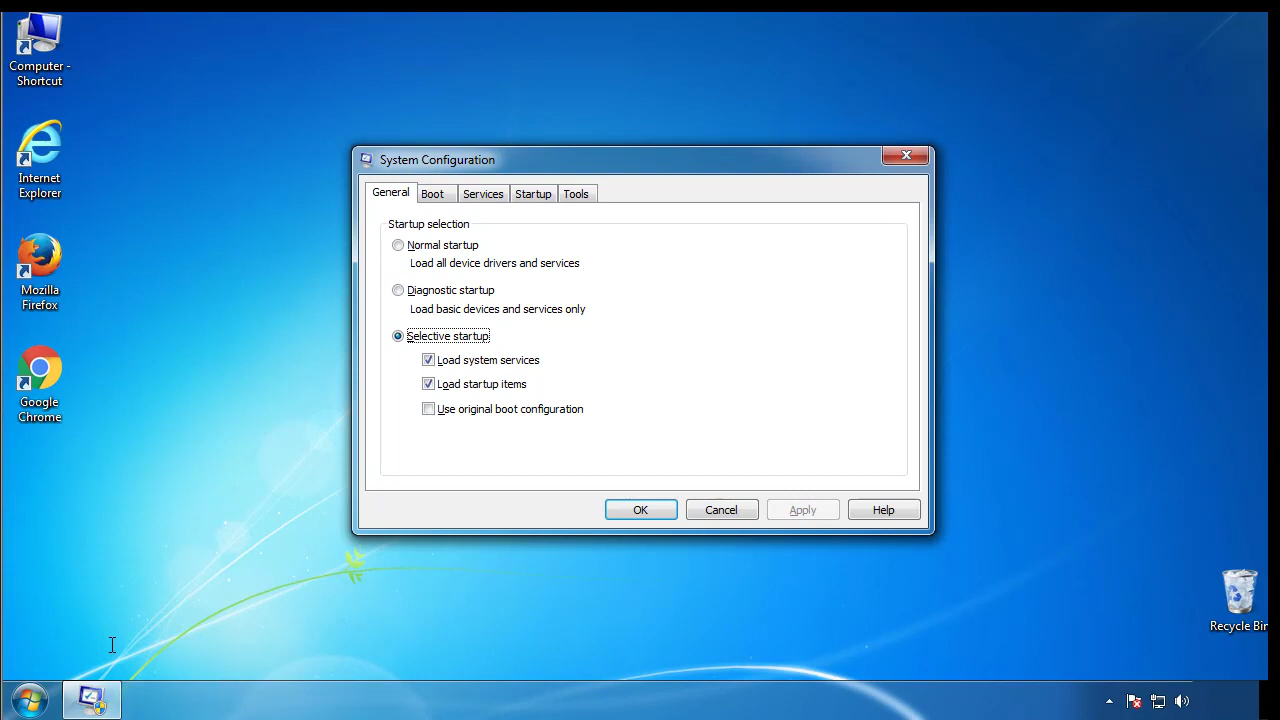 Computer -
Shortcut
Internet
Explorer
Mozilla
Firefox
Google
Chrome
System Configuration
General
Boot
Services
Startup
Tools
Startup selection
Normal startup
Load all device drivers and services
Diagnostic startup
Load basic devices and services only
Selective startup
Load system services
Load startup items
Use original boot configuration
OK
Cancel
Apply
Help
Recycle Bin